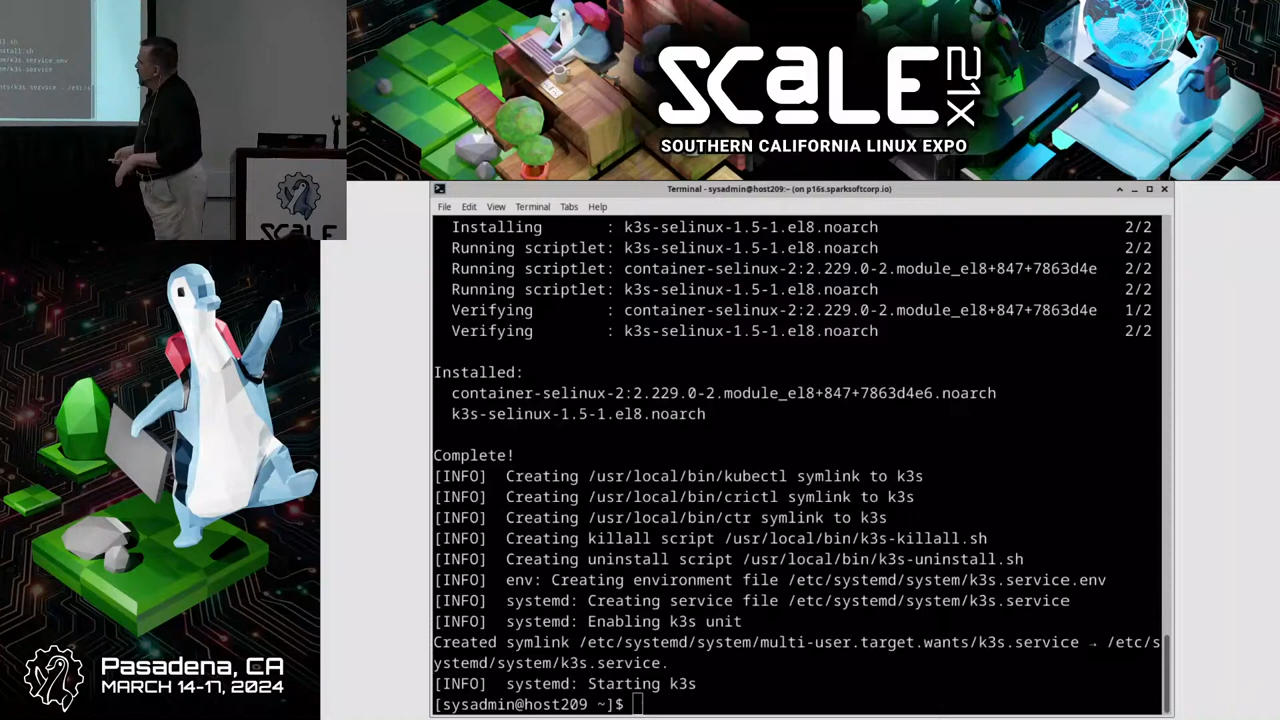 SCaLE 21X
SOUTHERN CALIFORNIA LINUX EXPO
Terminal - sysadmin@host209:~ (on p16s.sparksoftcorp.io)
File Edit View Terminal Tabs Help
Installing : k3s-selinux-1.5-1.el8.noarch 2/2
Running scriptlet: k3s-selinux-1.5-1.el8.noarch 2/2
Running scriptlet: container-selinux-2:2.229.0-2.module_el8+847+7863d4e 2/2
Running scriptlet: k3s-selinux-1.5-1.el8.noarch 2/2
Verifying : container-selinux-2:2.229.0-2.module_el8+847+7863d4e 1/2
Verifying : k3s-selinux-1.5-1.el8.noarch 2/2
Installed:
container-selinux-2:2.229.0-2.module_el8+847+7863d4e6.noarch
k3s-selinux-1.5-1.el8.noarch
Complete!
[INFO] Creating /usr/local/bin/kubectl symlink to k3s
[INFO] Creating /usr/local/bin/crictl symlink to k3s
[INFO] Creating /usr/local/bin/ctr symlink to k3s
[INFO] Creating killall script /usr/local/bin/k3s-killall.sh
[INFO] Creating uninstall script /usr/local/bin/k3s-uninstall.sh
[INFO] env: Creating environment file /etc/systemd/system/k3s.service.env
[INFO] systemd: Creating service file /etc/systemd/system/k3s.service
[INFO] systemd: Enabling k3s unit
Created symlink /etc/systemd/system/multi-user.target.wants/k3s.service → /etc/s
ystemd/system/k3s.service.
[INFO] systemd: Starting k3s
[sysadmin@host209 ~]$
SCaLE
Pasadena, CA
MARCH 14-17, 2024